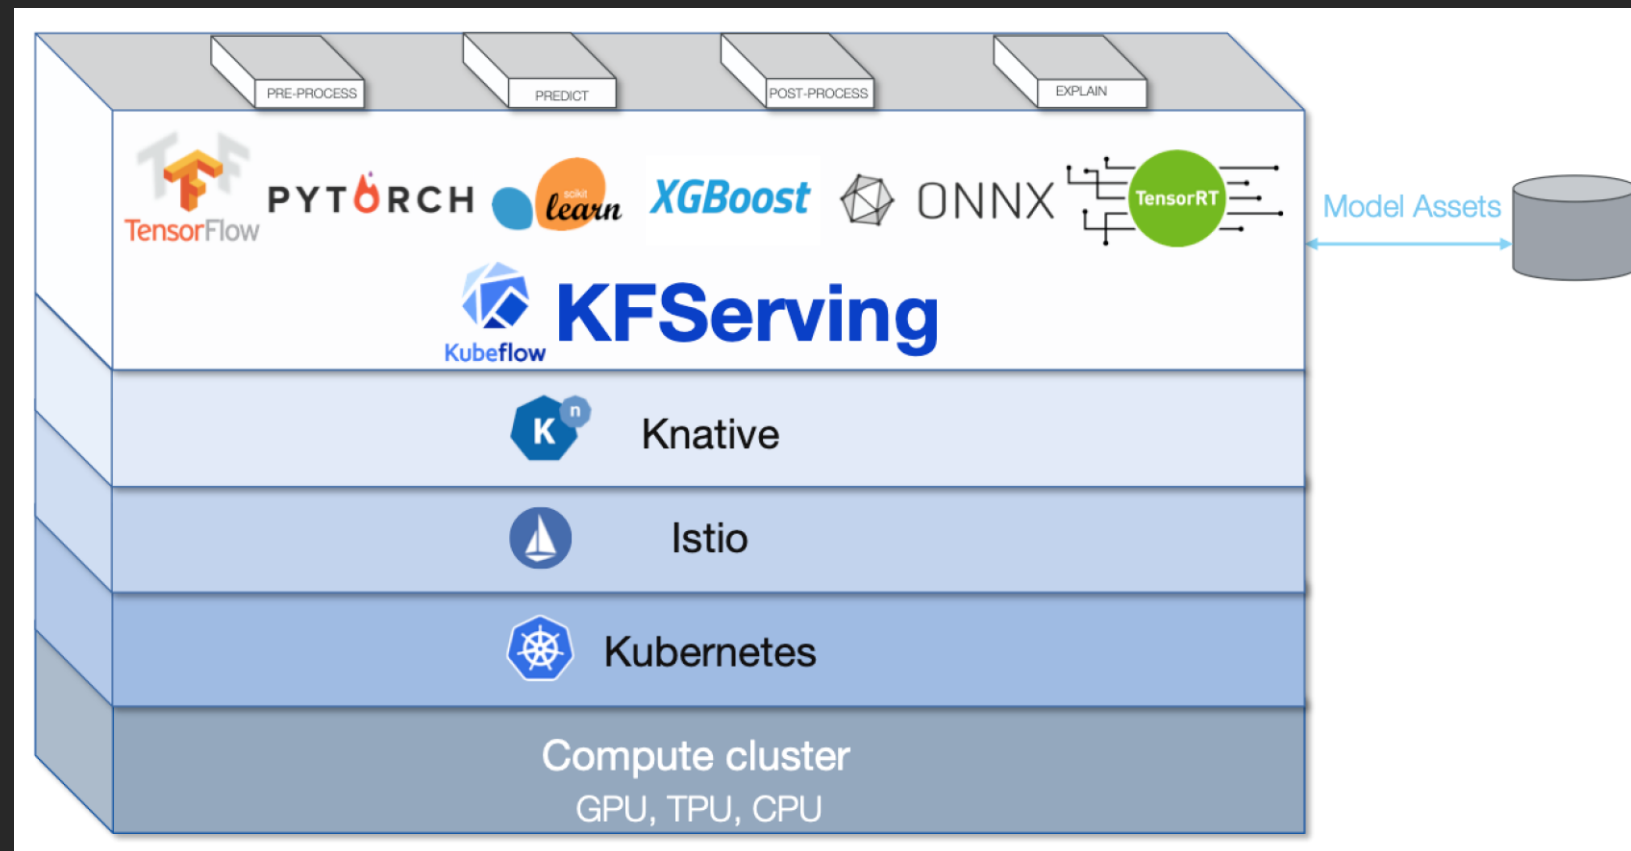 PRE-PROCESS
PREDICT
POST-PROCESS
EXPLAIN
TensorFlow
PYTORCH
scikit
learn
XGBoost
ONNX
TensorRT
Model Assets
Kubeflow
KFServing
K
n
Knative
Istio
Kubernetes
Compute cluster
GPU, TPU, CPU